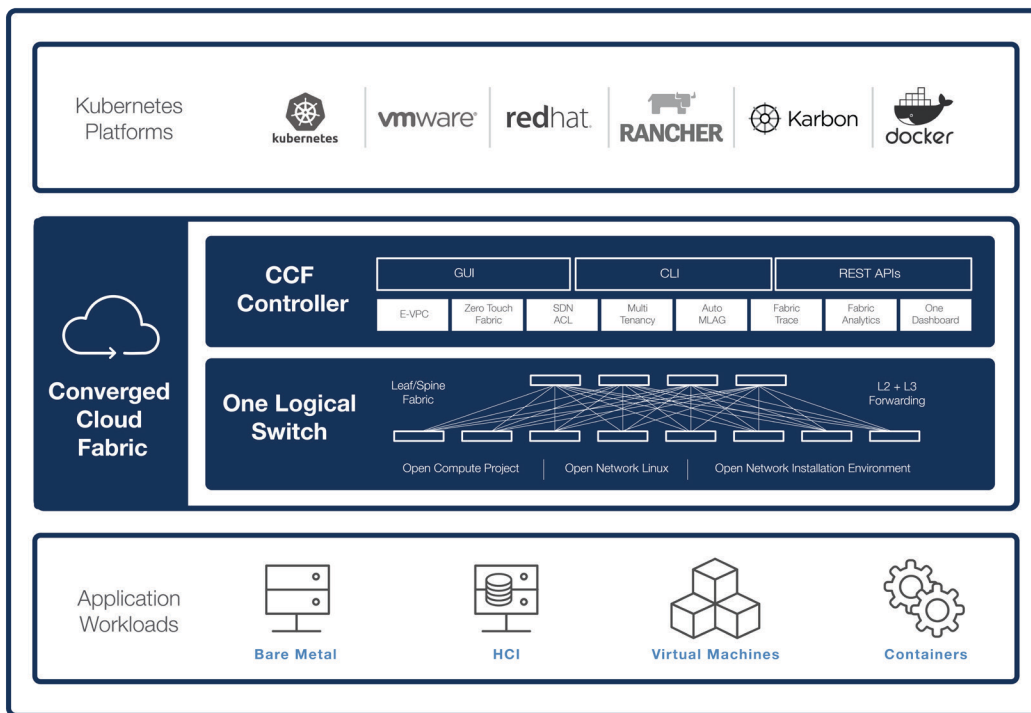 Kubernetes
Platforms
kubernetes
vmware®
redhat.
RANCHER
Karbon
docker
Converged
Cloud
Fabric
CCF
Controller
GUI
CLI
REST APIs
E-VPC
Zero Touch
Fabric
SDN
ACL
Multi
Tenancy
Auto
MLAG
Fabric
Trace
Fabric
Analytics
One
Dashboard
One Logical
Switch
Leaf/Spine
Fabric
L2 + L3
Forwarding
Open Compute Project
Open Network Linux
Open Network Installation Environment
Application
Workloads
Bare Metal
HCI
Virtual Machines
Containers